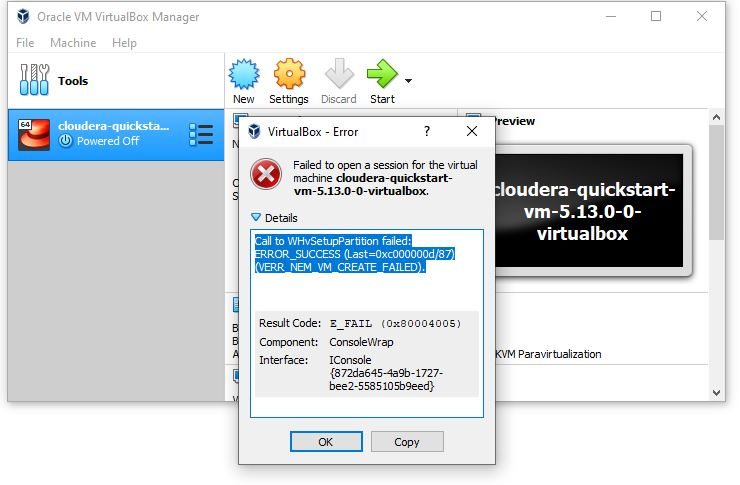 Oracle VM VirtualBox Manager
File Machine Help
Tools
New Settings Discard Start
64
cloudera-quicksta...
Powered Off
Preview
cloudera-quickstart-
vm-5.13.0-0-
virtualbox
KVM Paravirtualization
VirtualBox - Error
?
Failed to open a session for the virtual
machine cloudera-quickstart-
vm-5.13.0-0-virtualbox.
Details
Call to WHvSetupPartition failed:
ERROR_SUCCESS (Last=0xc000000d/87)
(VERR_NEM_VM_CREATE_FAILED).
Result Code: E_FAIL (0x80004005)
Component: ConsoleWrap
Interface: IConsole
{872da645-4a9b-1727-
bee2-5585105b9eed}
OK Copy